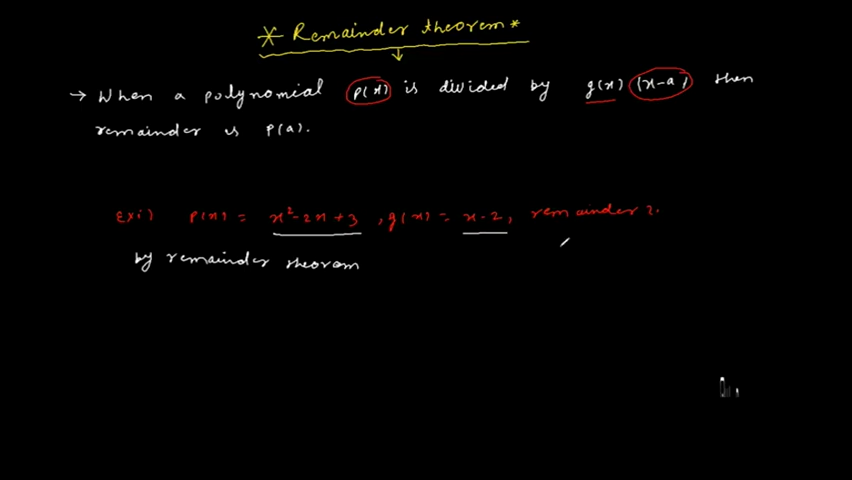 * Remainder theorem *
→ When a polynomial p(x) is divided by g(x) (x-a) then
remainder is p(a).
Ex:1) p(x) = x²-2x+3, g(x) = x-2, remainder?.
by remainder theorem